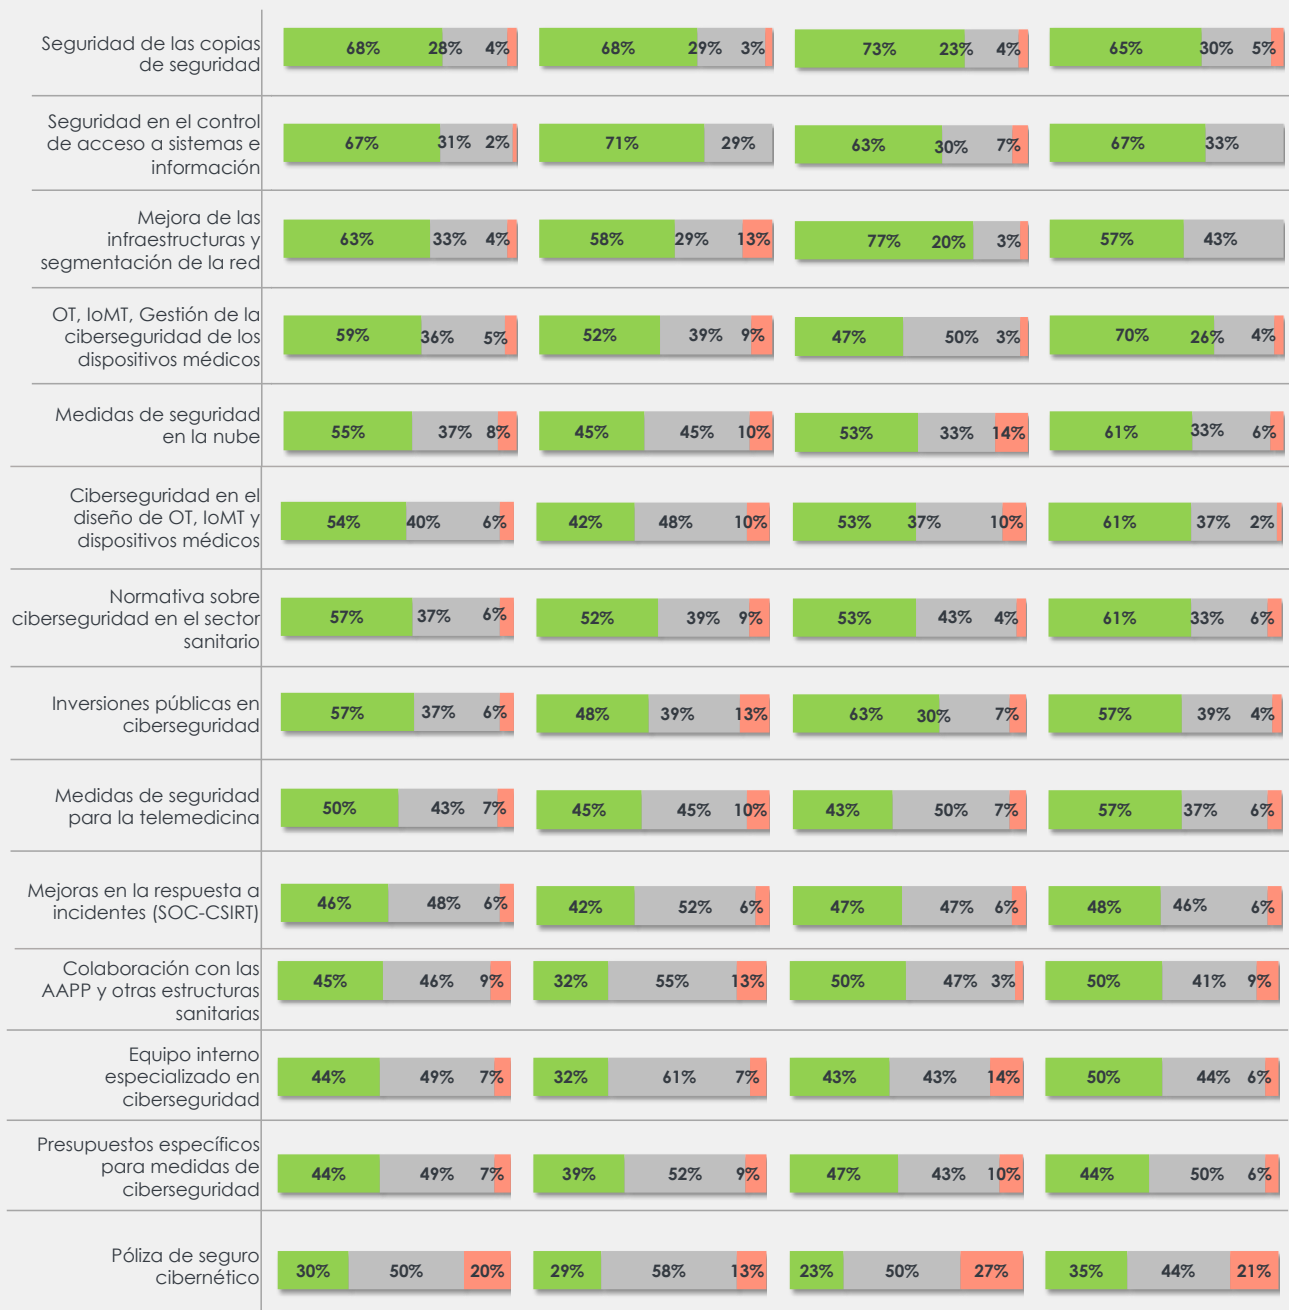 Seguridad de las copias
de seguridad
68% 28% 4% 68% 29% 3% 73% 23% 4% 65% 30% 5%
Seguridad en el control
de acceso a sistemas e
información
67% 31% 2% 71% 29% 63% 30% 7% 67% 33%
Mejora de las
infraestructuras y
segmentación de la red
63% 33% 4% 58% 29% 13% 77% 20% 3% 57% 43%
OT, IoMT, Gestión de la
ciberseguridad de los
dispositivos médicos
59% 36% 5% 52% 39% 9% 47% 50% 3% 70% 26% 4%
Medidas de seguridad
en la nube
55% 37% 8% 45% 45% 10% 53% 33% 14% 61% 33% 6%
Ciberseguridad en el
diseño de OT, IoMT y
dispositivos médicos
54% 40% 6% 42% 48% 10% 53% 37% 10% 61% 37% 2%
Normativa sobre
ciberseguridad en el sector
sanitario
57% 37% 6% 52% 39% 9% 53% 43% 4% 61% 33% 6%
Inversiones públicas en
ciberseguridad
57% 37% 6% 48% 39% 13% 63% 30% 7% 57% 39% 4%
Medidas de seguridad
para la telemedicina
50% 43% 7% 45% 45% 10% 43% 50% 7% 57% 37% 6%
Mejoras en la respuesta a
incidentes (SOC-CSIRT)
46% 48% 6% 42% 52% 6% 47% 47% 6% 48% 46% 6%
Colaboración con las
AAPP y otras estructuras
sanitarias
45% 46% 9% 32% 55% 13% 50% 47% 3% 50% 41% 9%
Equipo interno
especializado en
ciberseguridad
44% 49% 7% 32% 61% 7% 43% 43% 14% 50% 44% 6%
Presupuestos específicos
para medidas de
ciberseguridad
44% 49% 7% 39% 52% 9% 47% 43% 10% 44% 50% 6%
Póliza de seguro
cibernético
30% 50% 20% 29% 58% 13% 23% 50% 27% 35% 44% 21%